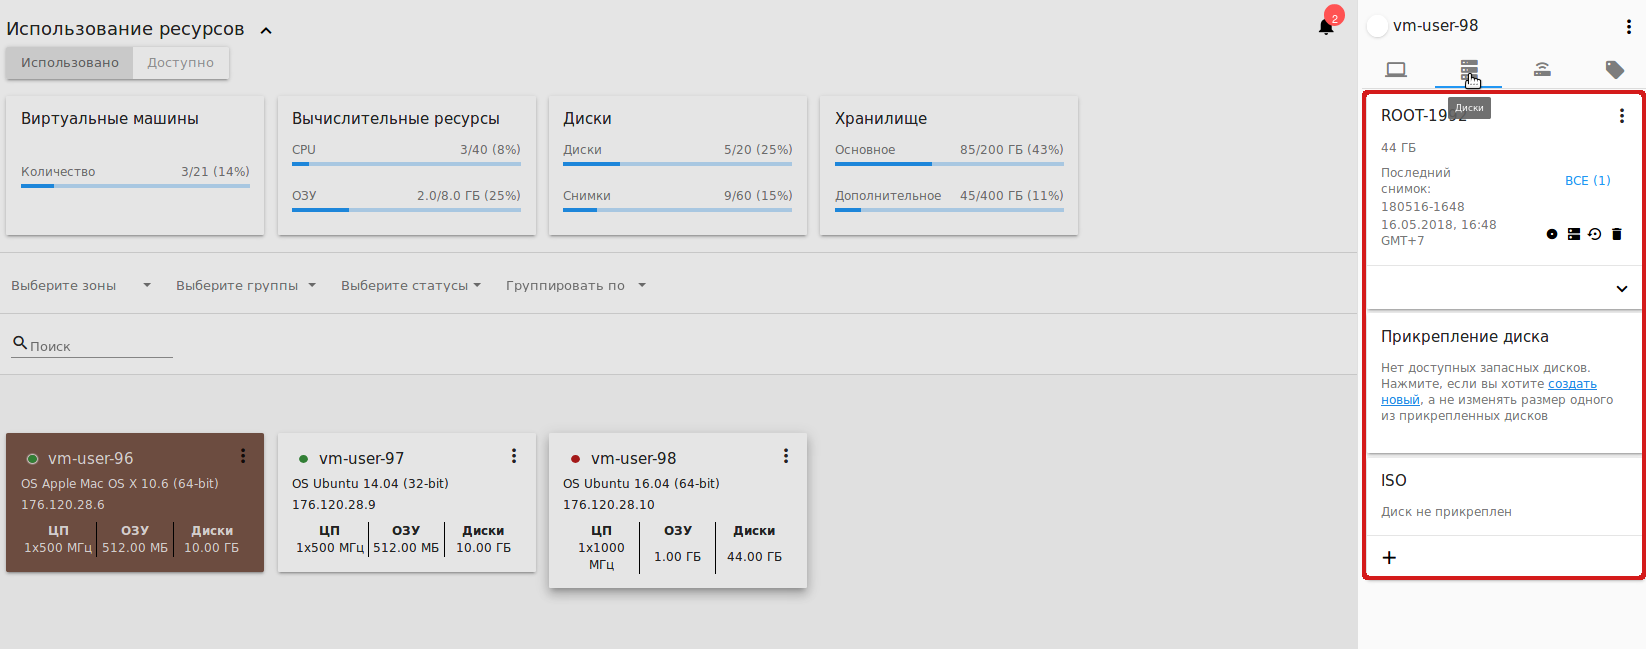 Использование ресурсов
2
Использовано
Доступно
Виртуальные машины
Количество 3/21 (14%)
Вычислительные ресурсы
CPU 3/40 (8%)
ОЗУ 2.0/8.0 ГБ (25%)
Диски
Диски 5/20 (25%)
Снимки 9/60 (15%)
Хранилище
Основное 85/200 ГБ (43%)
Дополнительное 45/400 ГБ (11%)
Выберите зоны
Выберите группы
Выберите статусы
Группировать по
Поиск
vm-user-96
OS Apple Mac OS X 10.6 (64-bit)
176.120.28.6
ЦП ОЗУ Диски
1x500 МГц 512.00 МБ 10.00 ГБ
vm-user-97
OS Ubuntu 14.04 (32-bit)
176.120.28.9
ЦП ОЗУ Диски
1x500 МГц 512.00 МБ 10.00 ГБ
vm-user-98
OS Ubuntu 16.04 (64-bit)
176.120.28.10
ЦП ОЗУ Диски
1x1000
МГц
1.00 ГБ 44.00 ГБ
vm-user-98
Диски
44 ГБ
Последний
снимок:
180516-1648
16.05.2018, 16:48
GMT+7
ВСЕ (1)
Прикрепление диска
Нет доступных запасных дисков.
Нажмите, если вы хотите создать
новый, а не изменять размер одного
из прикрепленных дисков
ISO
Диск не прикреплен